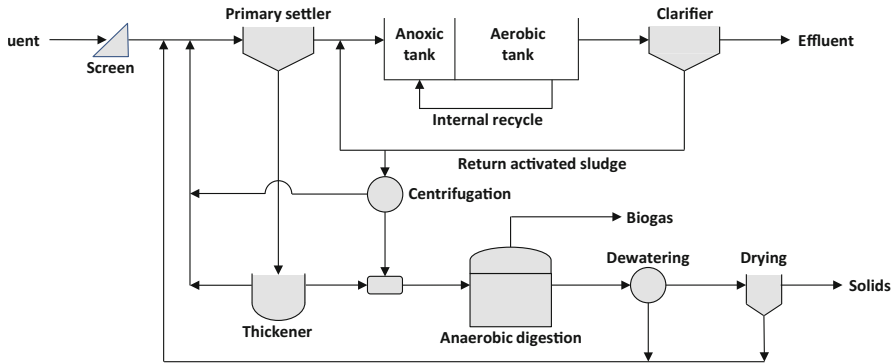 Primary settler
Clarifier
uent
Anoxic
tank
Aerobic
tank
Effluent
Screen
Internal recycle
Return activated sludge
Centrifugation
Biogas
Dewatering
Drying
Solids
Thickener
Anaerobic digestion